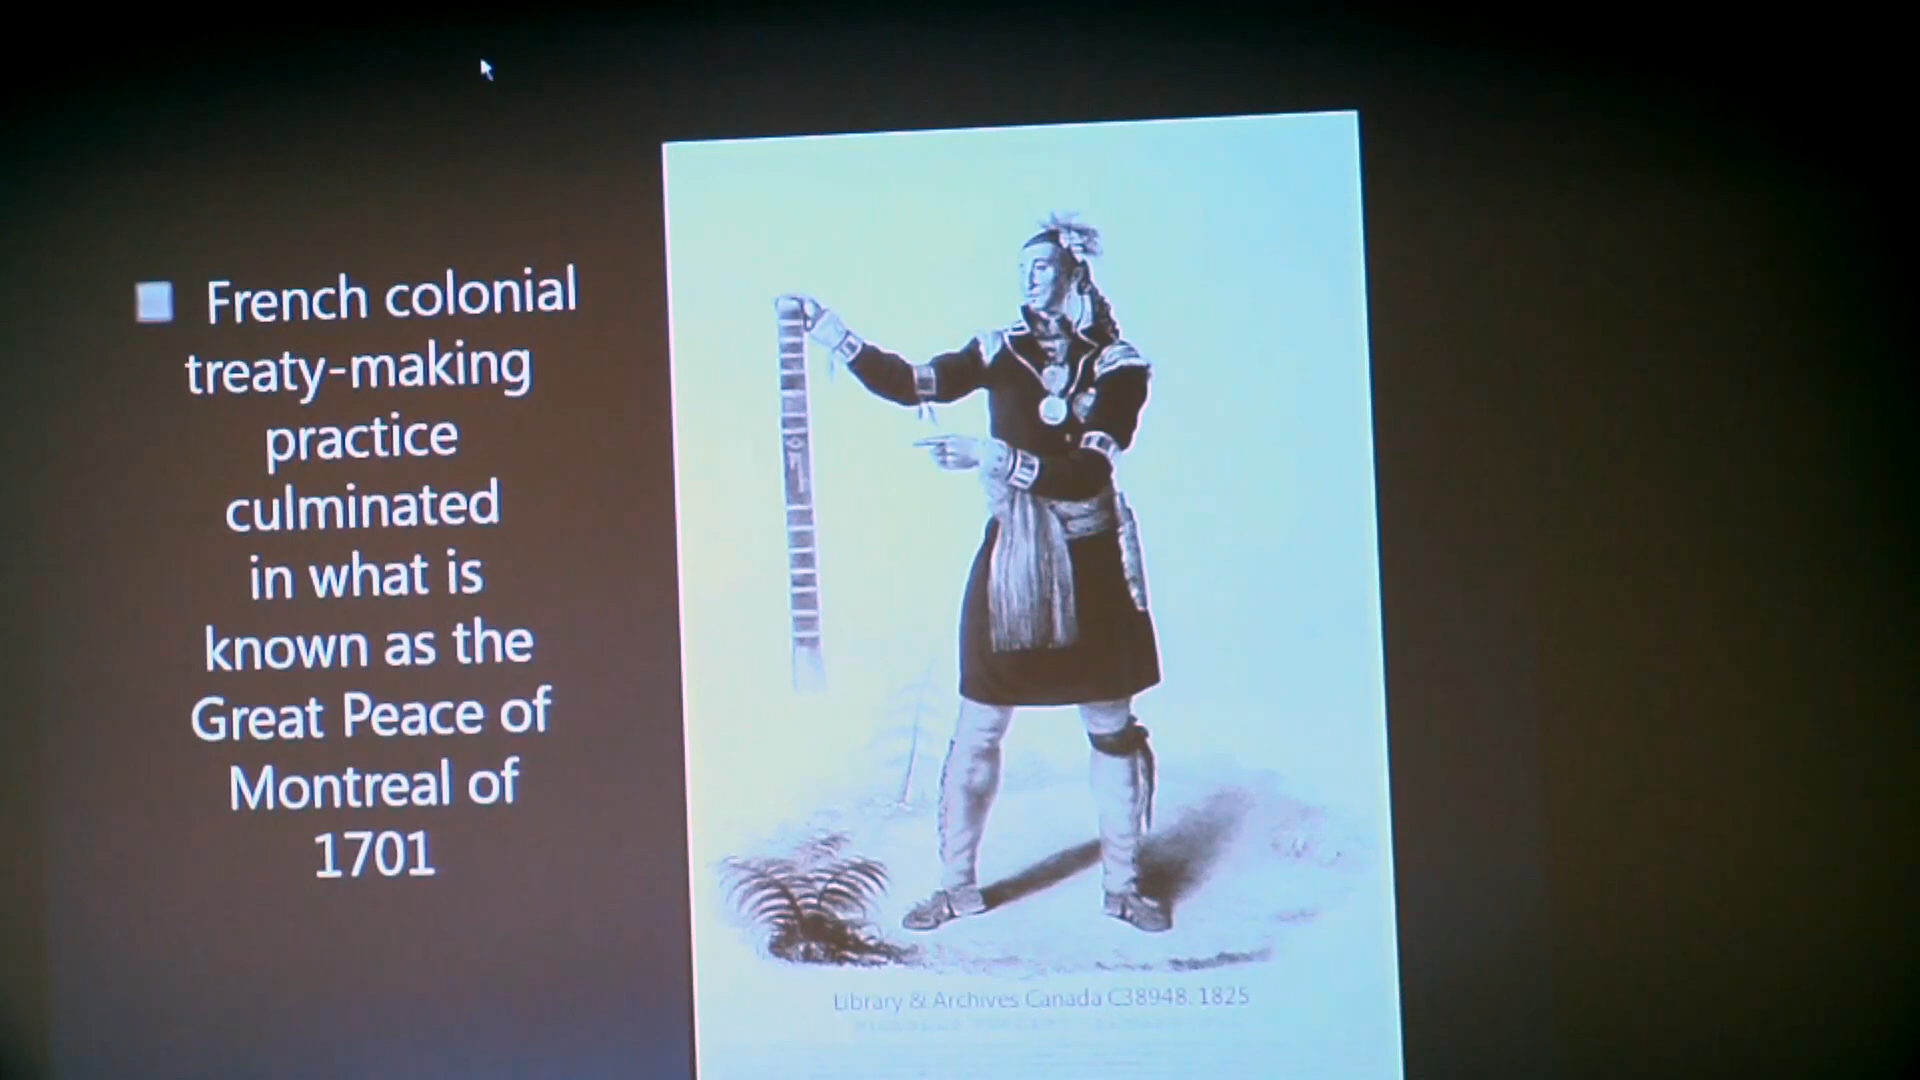 French colonial
treaty-making
practice
culminated
in what is
known as the
Great Peace of
Montreal of
1701
Library & Archives Canada C38948. 1825